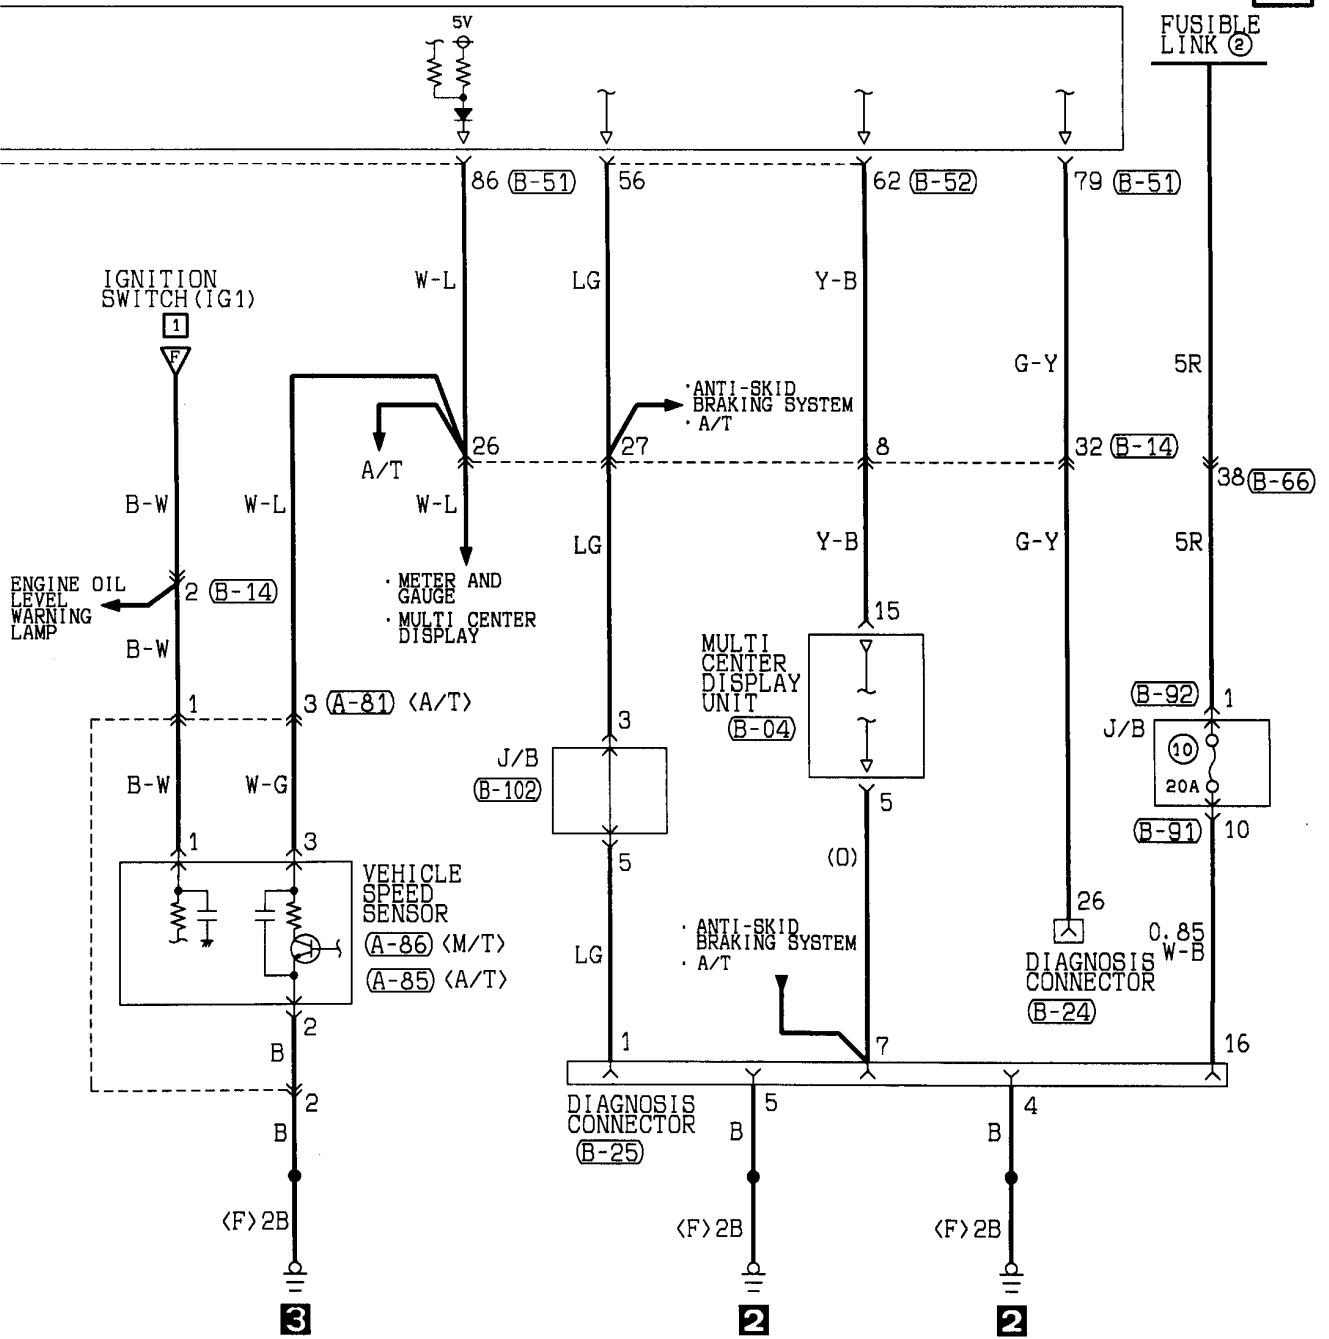 5V
FUSIBLE
LINK ②
86 (B-51)
56
62 (B-52)
79 (B-51)
IGNITION
SWITCH(IG1)
1
F
W-L
LG
Y-B
G-Y
5R
· ANTI-SKID
BRAKING SYSTEM
· A/T
A/T
26
27
8
32 (B-14)
38 (B-66)
B-W
W-L
W-L
LG
Y-B
G-Y
5R
ENGINE OIL
LEVEL
WARNING
LAMP
2 (B-14)
· METER AND
GAUGE
· MULTI CENTER
DISPLAY
B-W
15
MULTI
CENTER
DISPLAY
UNIT
(B-04)
1
3 (A-81) <A/T>
3
(B-92) 1
J/B
10
20A
J/B
(B-102)
B-W
W-G
5
5
(B-91) 10
1
3
VEHICLE
SPEED
SENSOR
(A-86) <M/T>
(A-85) <A/T>
(O)
26
· ANTI-SKID
BRAKING SYSTEM
· A/T
LG
DIAGNOSIS
CONNECTOR
(B-24)
0.85
W-B
2
B
1
7
16
2
B
DIAGNOSIS
CONNECTOR
(B-25)
5
B
4
B
<F>2B
<F>2B
<F>2B
3
2
2